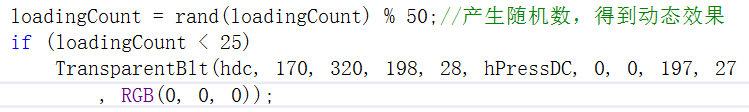 loadingCount = rand(loadingCount) % 50;//产生随机数，得到动态效果
if (loadingCount < 25)
TransparentBlt(hdc, 170, 320, 198, 28, hPressDC, 0, 0, 197, 27
, RGB(0, 0, 0));